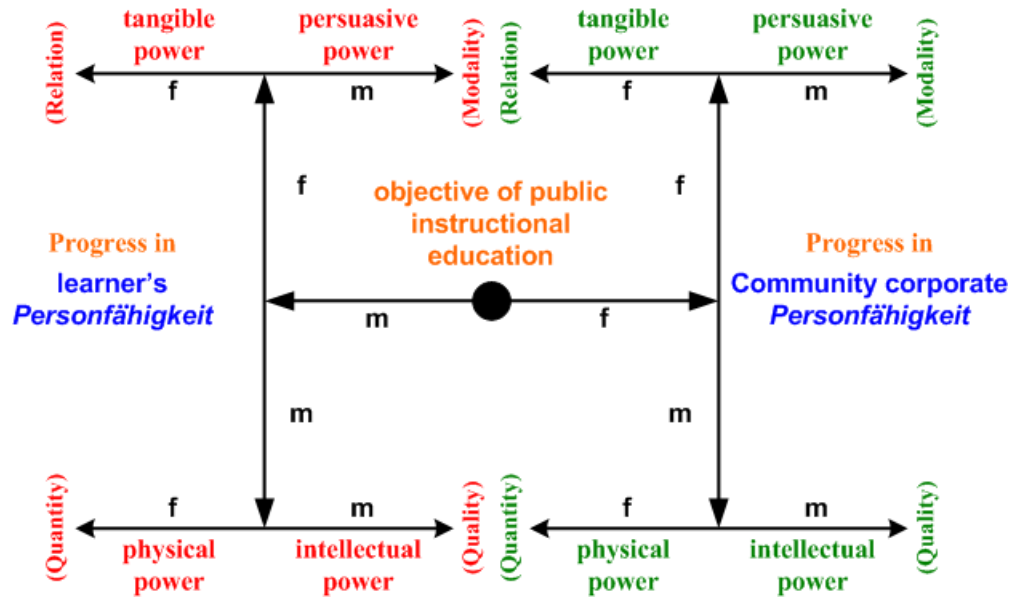 tangible power
persuasive power
tangible power
persuasive power
(Relation)
f
m
(Modality)
(Relation)
f
m
(Modality)
f
f
objective of public
instructional
education
Progress in
learner's
Personfähigkeit
Progress in
Community corporate
Personfähigkeit
m
f
m
m
(Quantity)
f
m
(Quality)
(Quantity)
f
m
(Quality)
physical power
intellectual power
physical power
intellectual power